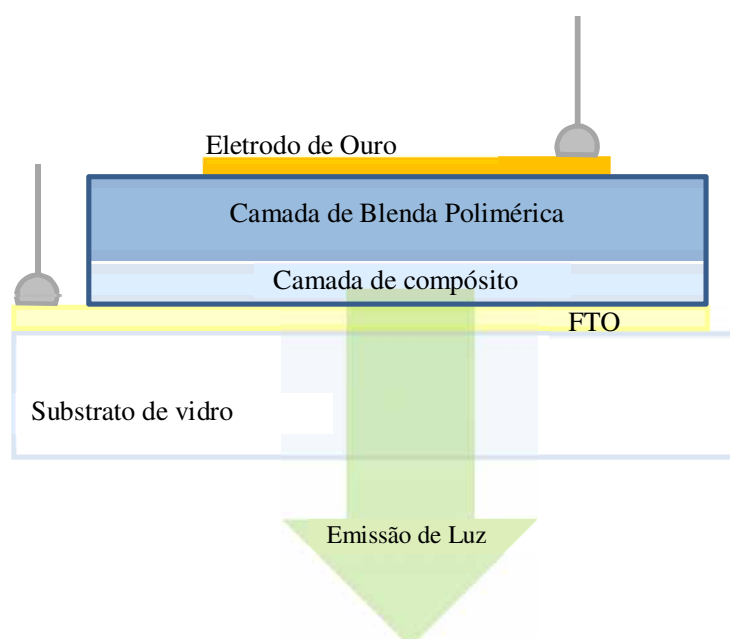 Eletrodo de Ouro
Camada de Blenda Polimérica
Camada de compósito
FTO
Substrato de vidro
Emissão de Luz